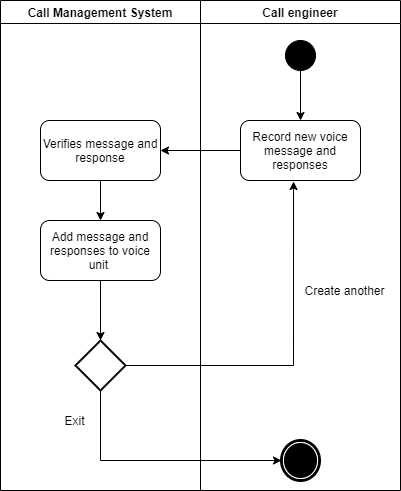 Call Management System
Call engineer
Verifies message and
response
Record new voice
message and
responses
Add message and
responses to voice
unit
Create another
Exit